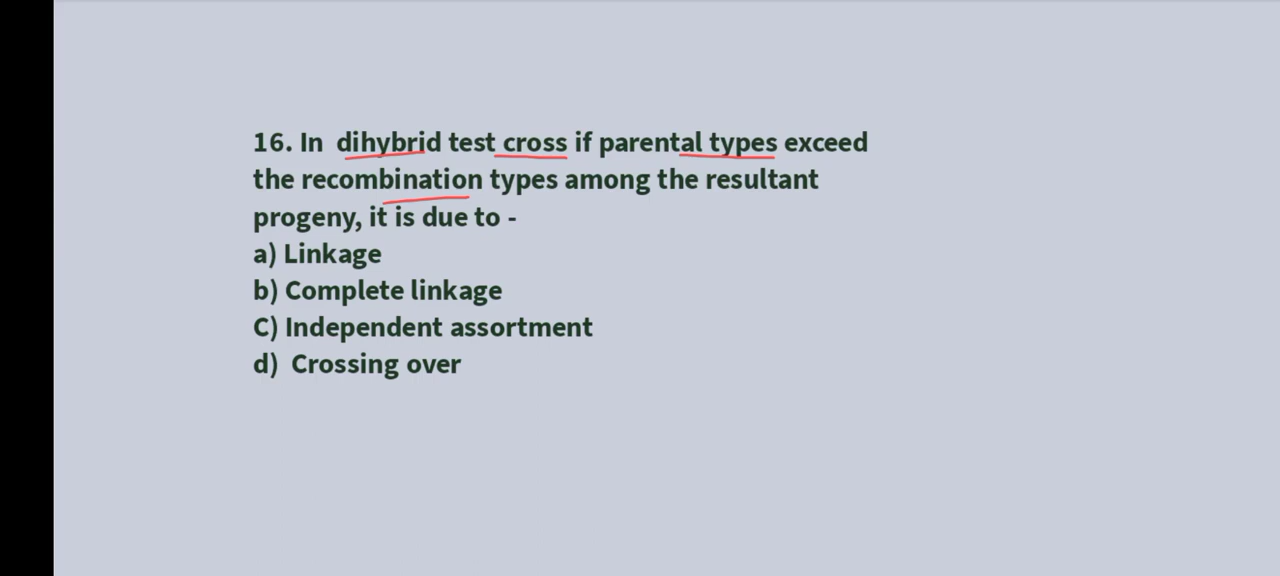 16. In dihybrid test cross if parental types exceed
the recombination types among the resultant
progeny, it is due to -
a) Linkage
b) Complete linkage
C) Independent assortment
d) Crossing over